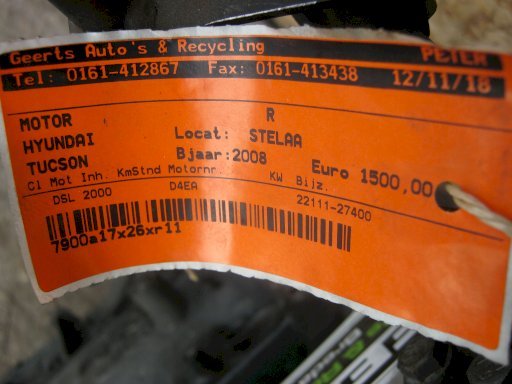 Geerts Auto's & Recycling PETER
Tel: 0161-412867 Fax: 0161-413438 12/11/18
MOTOR R
HYUNDAI Locat: STELAA
TUCSON Bjaar:2008 Euro 1500,00
Cl Mot Inh. KmStnd Motornr. KW Bijz.
DSL 2000 D4EA 22111-27400
7900a17x26xr11